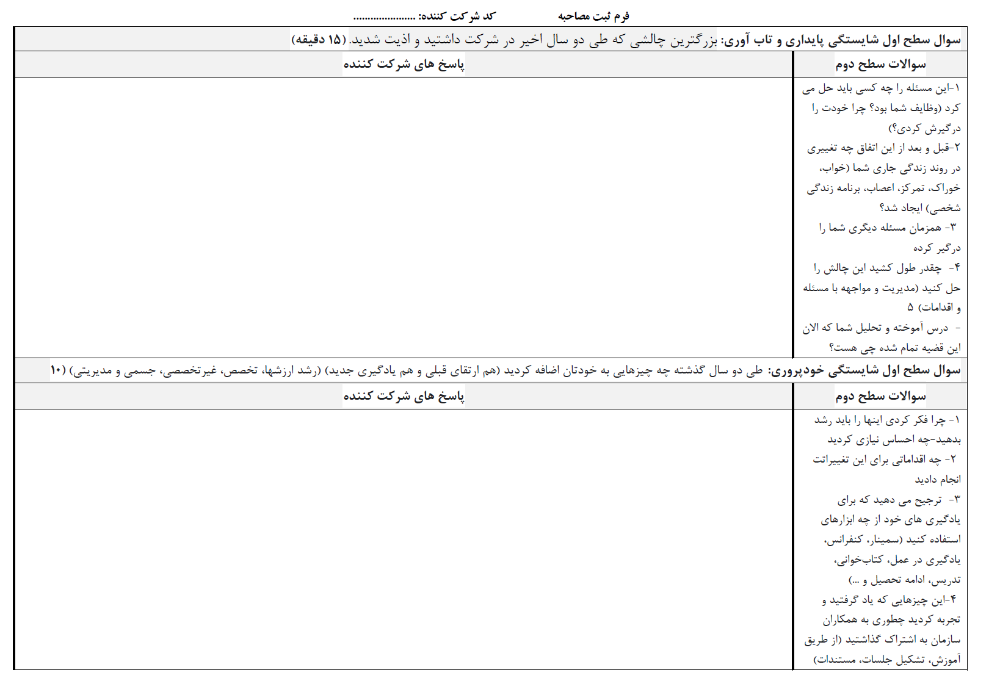 فرم ثبت مصاحبه کد شرکت کننده: ......................
سوال سطح اول شایستگی پایداری و تاب آوری: بزرگترین چالشی که طی دو سال اخیر در شرکت داشتید و اذیت شدید. (۱۵ دقیقه)
سوالات سطح دوم پاسخ های شرکت کننده
۱-این مسئله را چه کسی باید حل می
کرد (وظایف شما بود؟ چرا خودت را
درگیرش کردی؟)
۲-قبل و بعد از این اتفاق چه تغییری
در روند زندگی جاری شما (خواب،
خوراک، تمرکز، اعصاب، برنامه زندگی
شخصی) ایجاد شد؟
۳- همزمان مسئله دیگری شما را
درگیر کرده
۴- چقدر طول کشید این چالش را
حل کنید (مدیریت و مواجهه با مسئله
و اقدامات) ۵
- درس آموخته و تحلیل شما که الان
این قضیه تمام شده چی هست؟
سوال سطح اول شایستگی خودپروری: طی دو سال گذشته چه چیزهایی به خودتان اضافه کردید (هم ارتقای قبلی و هم یادگیری جدید) (رشد ارزشها، تخصص، غیرتخصصی، جسمی و مدیریتی) (۱۰
سوالات سطح دوم پاسخ های شرکت کننده
۱- چرا فکر کردی اینها را باید رشد
بدهید-چه احساس نیازی کردید
۲- چه اقداماتی برای این تغییراتت
انجام دادید
۳- ترجیح می دهید که برای
یادگیری های خود از چه ابزارهای
استفاده کنید (سمینار، کنفرانس،
یادگیری در عمل، کتاب‌خوانی،
تدریس، ادامه تحصیل و ...)
۴-این چیزهایی که یاد گرفتید و
تجربه کردید چطوری به همکاران
سازمان به اشتراک گذاشتید (از طریق
آموزش، تشکیل جلسات، مستندات)